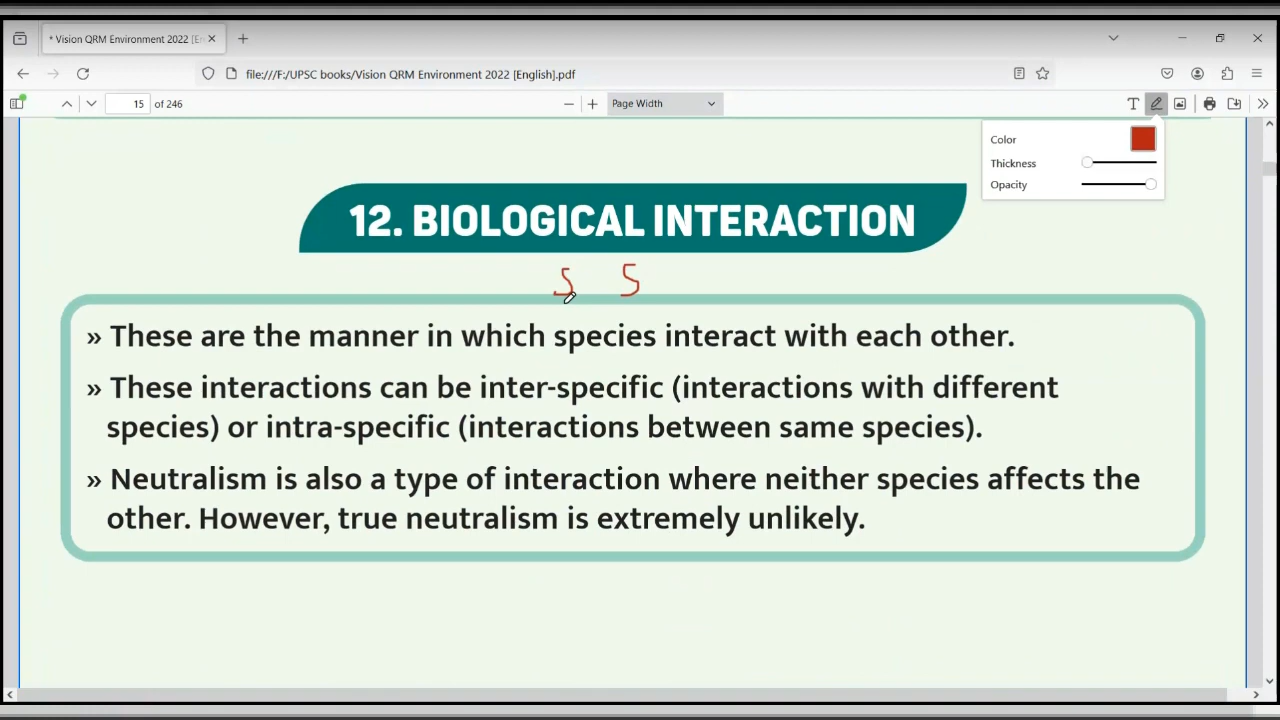 * Vision QRM Environment 2022 [En
file:///F:/UPSC books/Vision QRM Environment 2022 [English].pdf
15 of 246
Page Width
Color
Thickness
Opacity
12. BIOLOGICAL INTERACTION
S S
» These are the manner in which species interact with each other.
» These interactions can be inter-specific (interactions with different
species) or intra-specific (interactions between same species).
» Neutralism is also a type of interaction where neither species affects the
other. However, true neutralism is extremely unlikely.